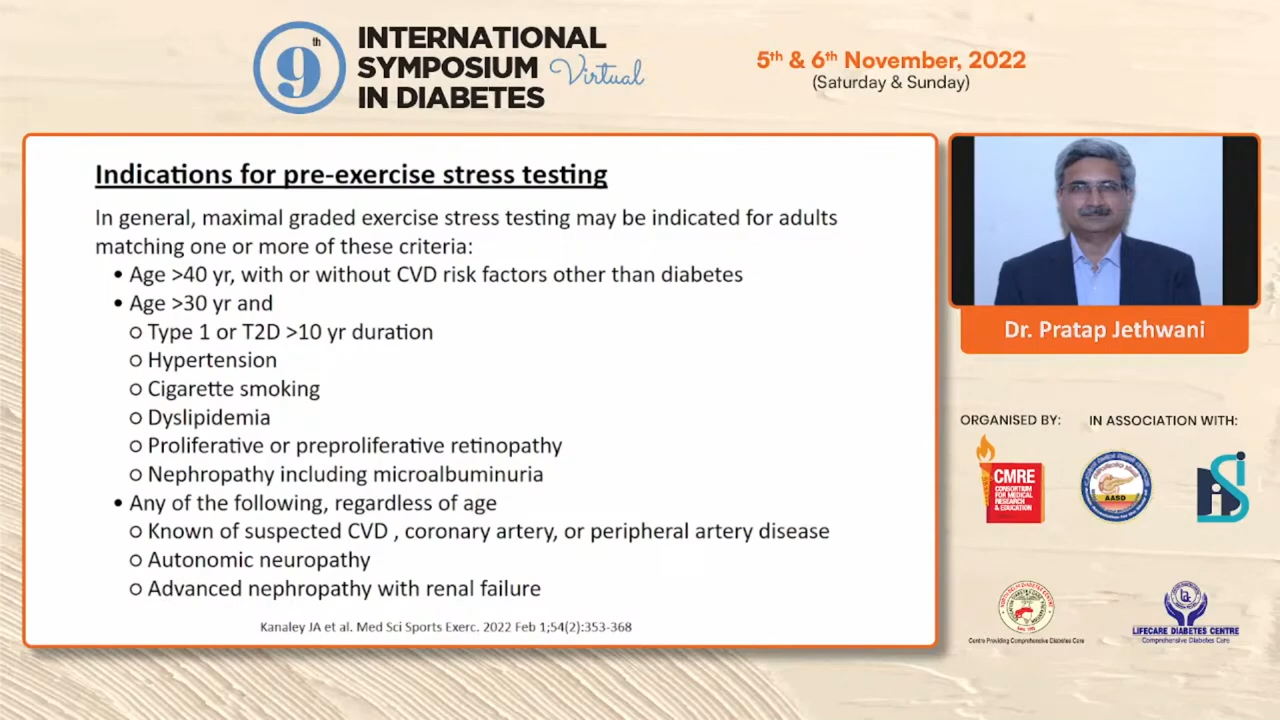 9th
INTERNATIONAL
SYMPOSIUM Virtual
IN DIABETES
5th & 6th November, 2022
(Saturday & Sunday)
Indications for pre-exercise stress testing
In general, maximal graded exercise stress testing may be indicated for adults
matching one or more of these criteria:
• Age >40 yr, with or without CVD risk factors other than diabetes
• Age >30 yr and
o Type 1 or T2D >10 yr duration
o Hypertension
o Cigarette smoking
o Dyslipidemia
o Proliferative or preproliferative retinopathy
o Nephropathy including microalbuminuria
• Any of the following, regardless of age
o Known of suspected CVD , coronary artery, or peripheral artery disease
o Autonomic neuropathy
o Advanced nephropathy with renal failure
Kanaley JA et al. Med Sci Sports Exerc. 2022 Feb 1;54(2):353-368
Dr. Pratap Jethwani
ORGANISED BY:
IN ASSOCIATION WITH:
CMRE
CONSORTIUM
FOR MEDICAL
RESEARCH
& EDUCATION
AASD
Centre Providing Comprehensive Diabetes Care
LIFECARE DIABETES CENTRE
Comprehensive Diabetes Care